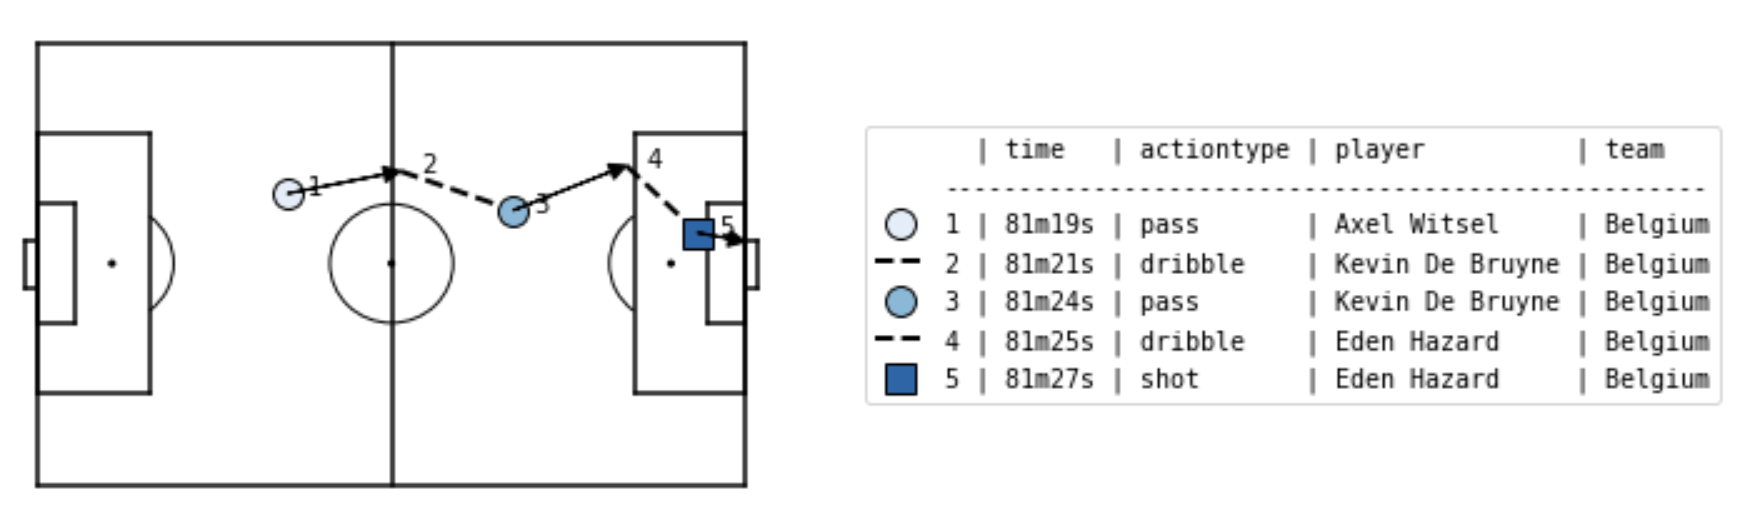 1
2
3
4
5
| time | actiontype | player | team
---------------------------------------------------
1 | 81m19s | pass | Axel Witsel | Belgium
2 | 81m21s | dribble | Kevin De Bruyne | Belgium
3 | 81m24s | pass | Kevin De Bruyne | Belgium
4 | 81m25s | dribble | Eden Hazard | Belgium
5 | 81m27s | shot | Eden Hazard | Belgium